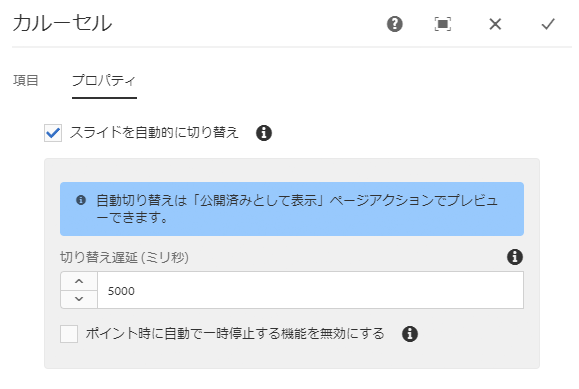 カルーセル
項目 プロパティ
スライドを自動的に切り替え
自動切り替えは「公開済みとして表示」ページアクションでプレビュ
ーできます。
切り替え遅延 (ミリ秒)
5000
ポイント時に自動で一時停止する機能を無効にする